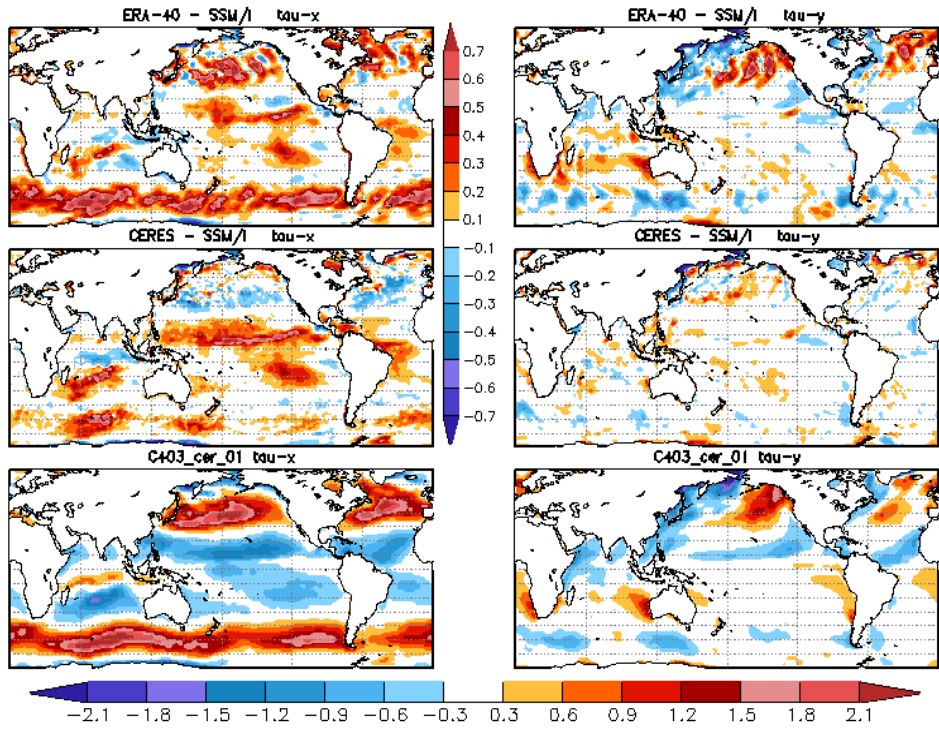 ERA-40 - SSM/I tau-x
ERA-40 - SSM/I tau-y
0.7
0.6
0.5
0.4
0.3
0.2
0.1
-0.1
-0.2
-0.3
-0.4
-0.5
-0.6
-0.7
CERES - SSM/I tau-x
CERES - SSM/I tau-y
C403_cer_01 tau-x
C403_cer_01 tau-y
-2.1 -1.8 -1.5 -1.2 -0.9 -0.6 -0.3 0.3 0.6 0.9 1.2 1.5 1.8 2.1